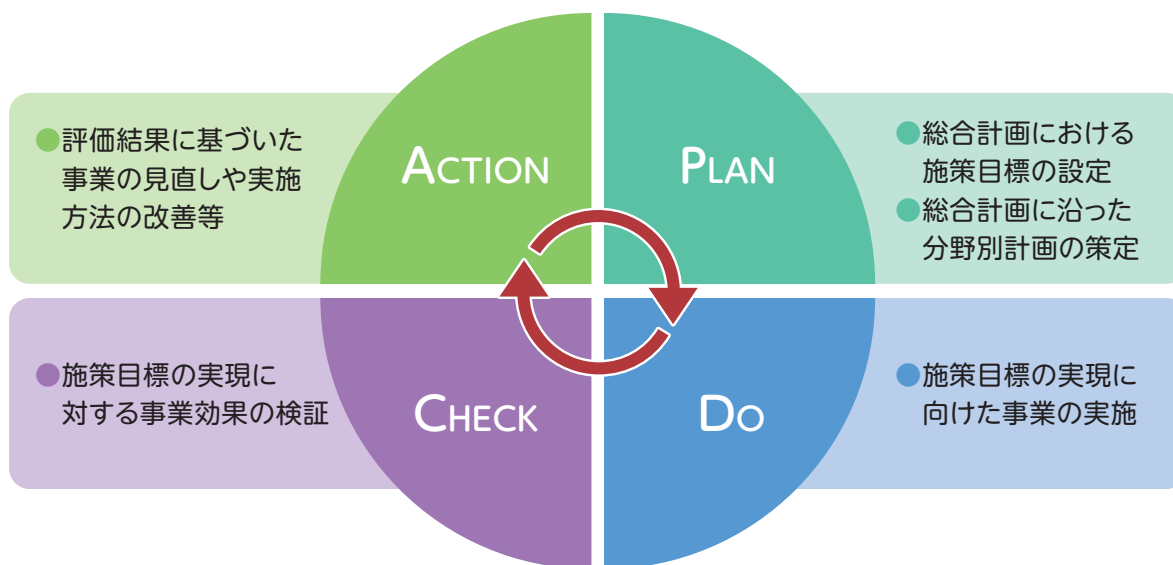 ●評価結果に基づいた
事業の見直しや実施
方法の改善等
ACTION
PLAN
●総合計画における
施策目標の設定
●総合計画に沿った
分野別計画の策定
●施策目標の実現に
対する事業効果の検証
CHECK
DO
●施策目標の実現に
向けた事業の実施